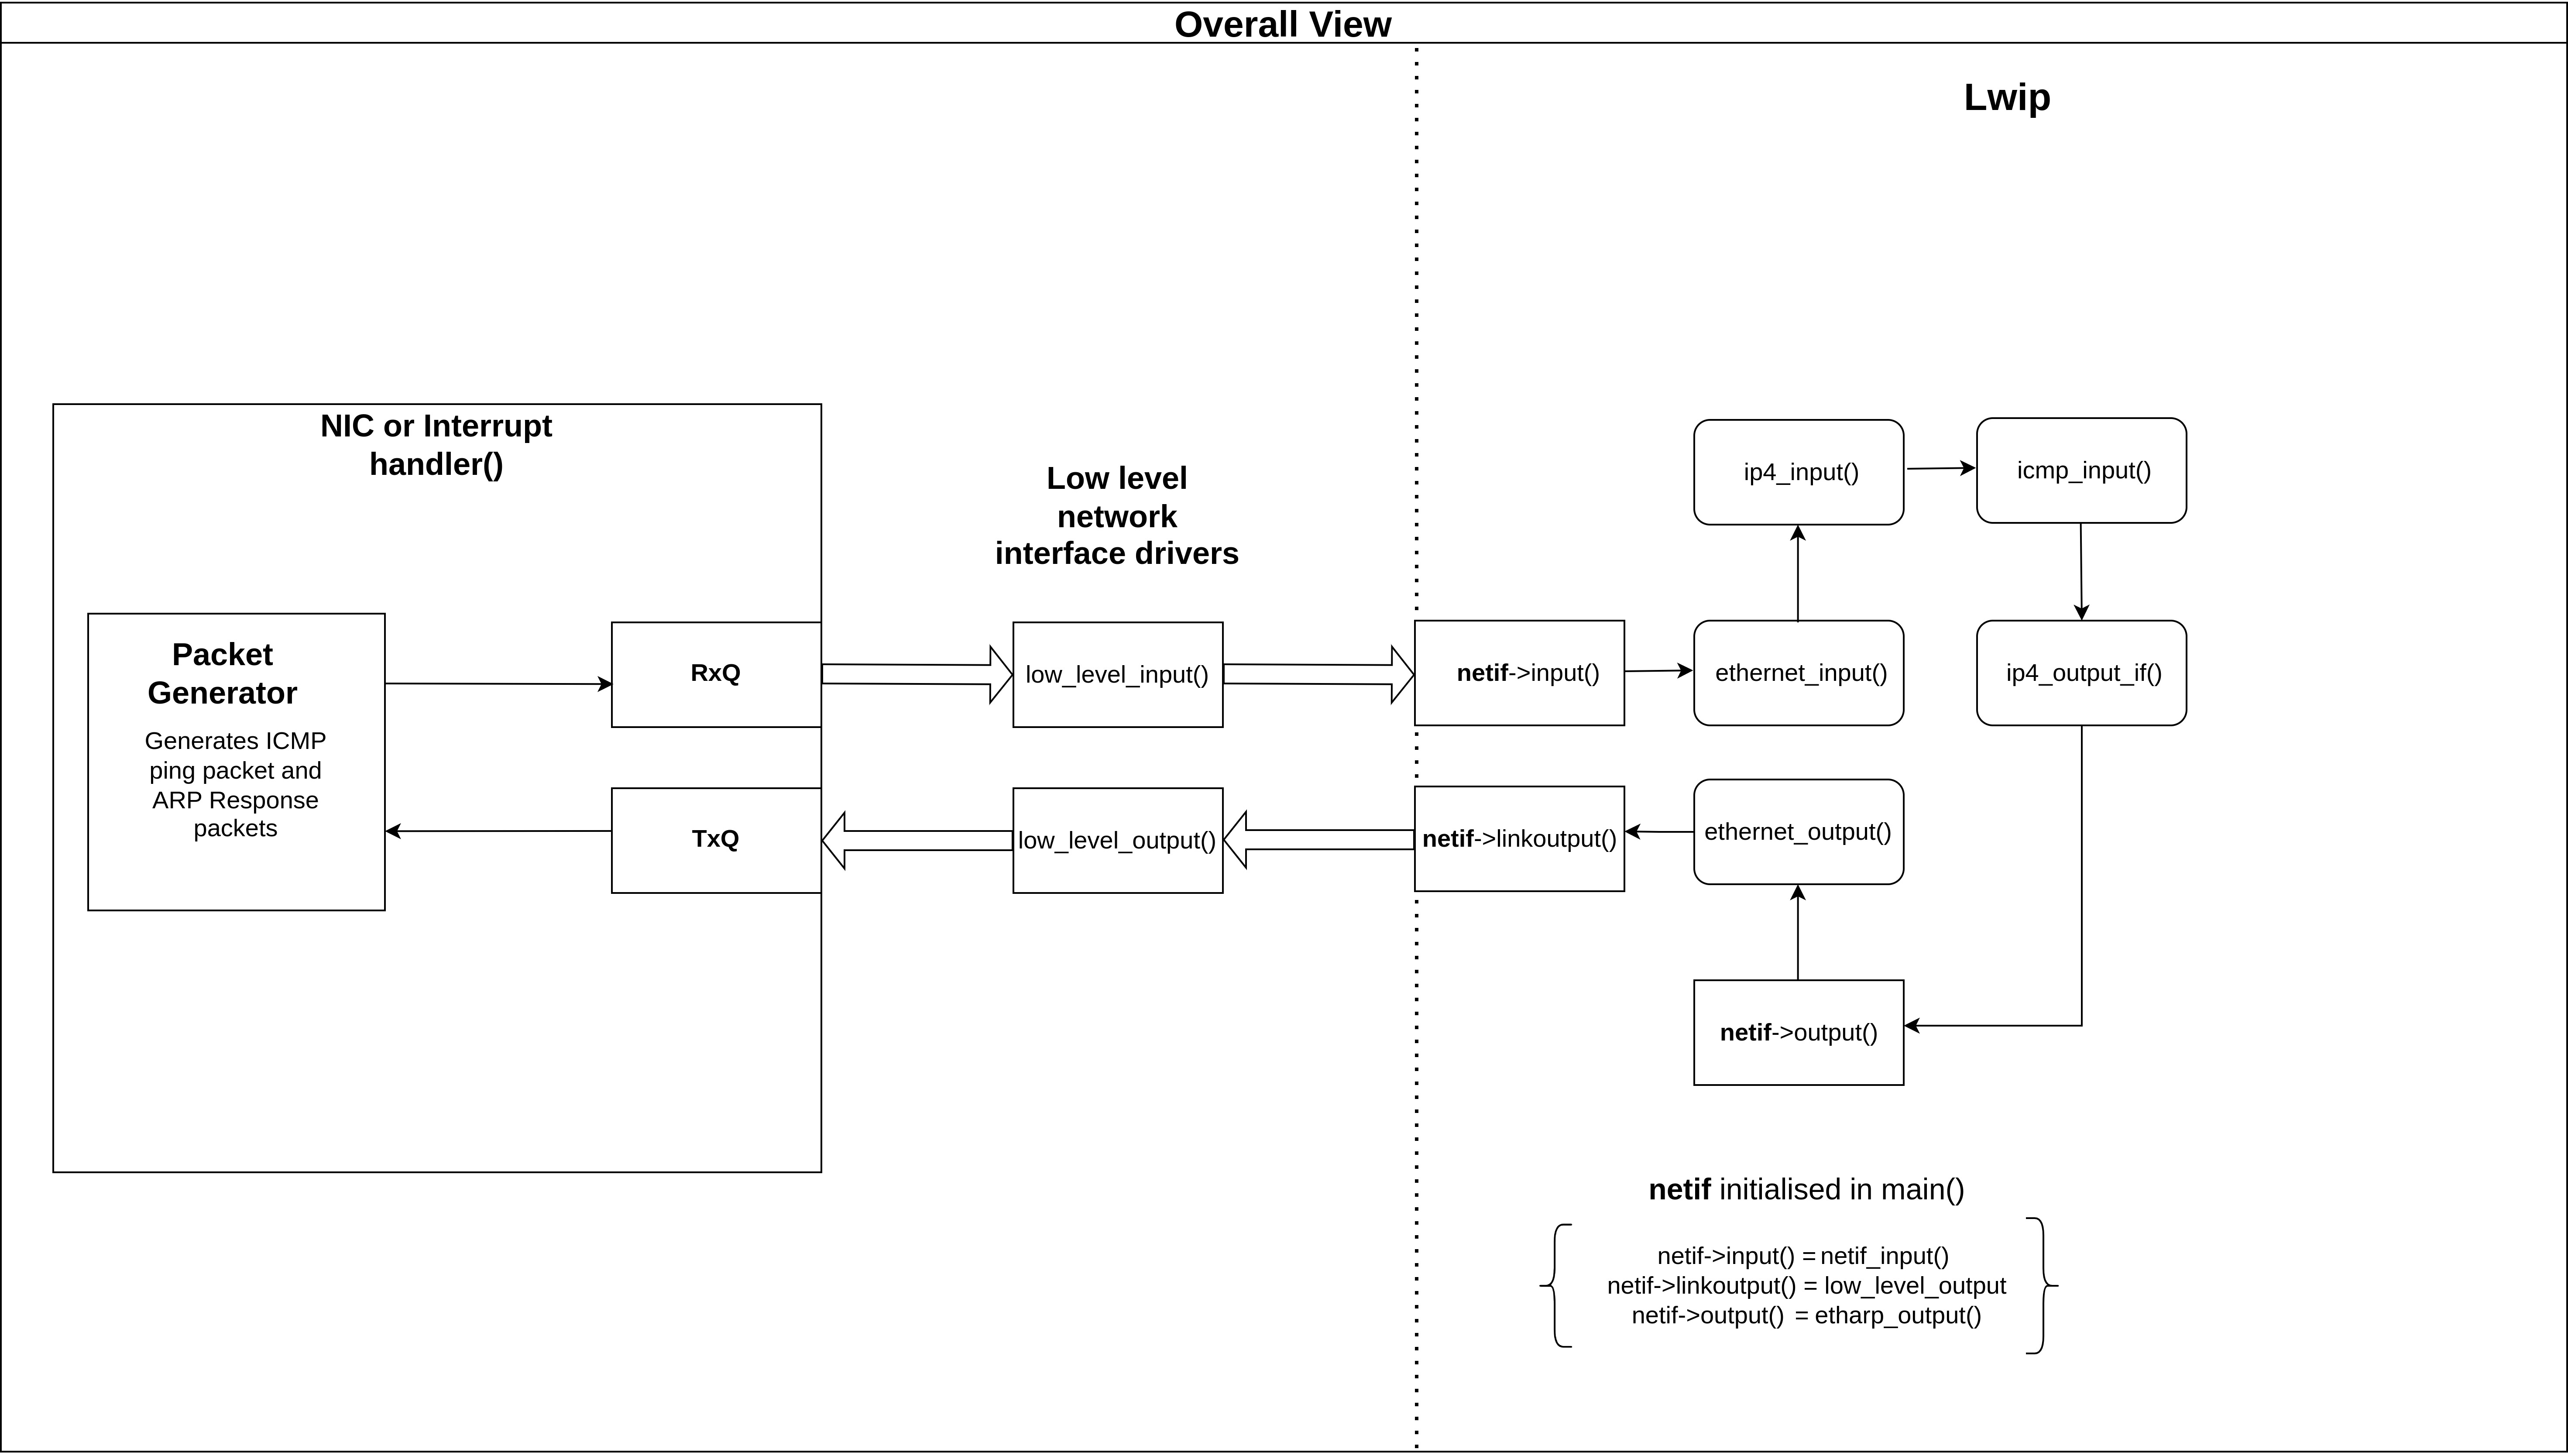 Overall View
Lwip
NIC or Interrupt
handler()
Packet
Generator
Generates ICMP
ping packet and
ARP Response
packets
RxQ
TxQ
Low level
network
interface drivers
low_level_input()
low_level_output()
netif->input()
ethernet_input()
ip4_input()
icmp_input()
ip4_output_if()
netif->linkoutput()
ethernet_output()
netif->output()
netif initialised in main()
netif->input() = netif_input()
netif->linkoutput() = low_level_output
netif->output() = etharp_output()